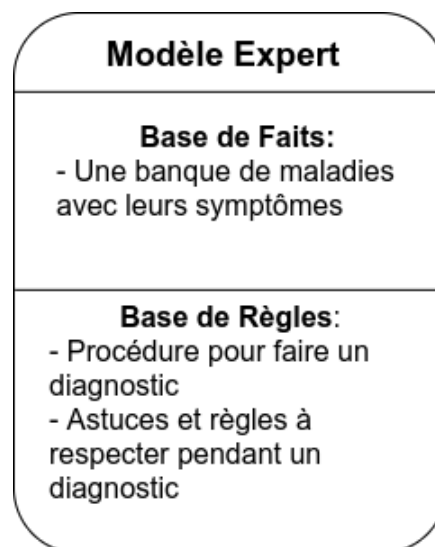 Modèle Expert
Base de Faits:
- Une banque de maladies
avec leurs symptômes
Base de Règles:
- Procédure pour faire un
diagnostic
- Astuces et règles à
respecter pendant un
diagnostic